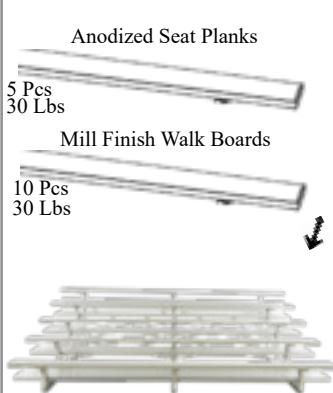 Anodized Seat Planks
5 Pcs
30 Lbs
Mill Finish Walk Boards
10 Pcs
30 Lbs